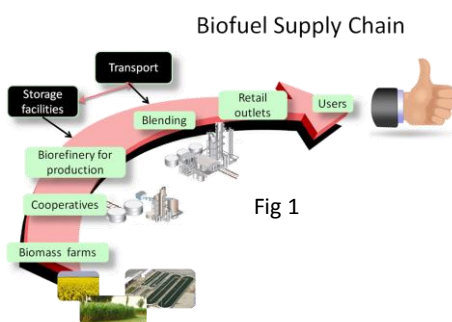 Biofuel Supply Chain
Transport
Storage
facilities
Retail
outlets
Users
Blending
Biorefinery for
production
Cooperatives
Fig 1
Biomass farms